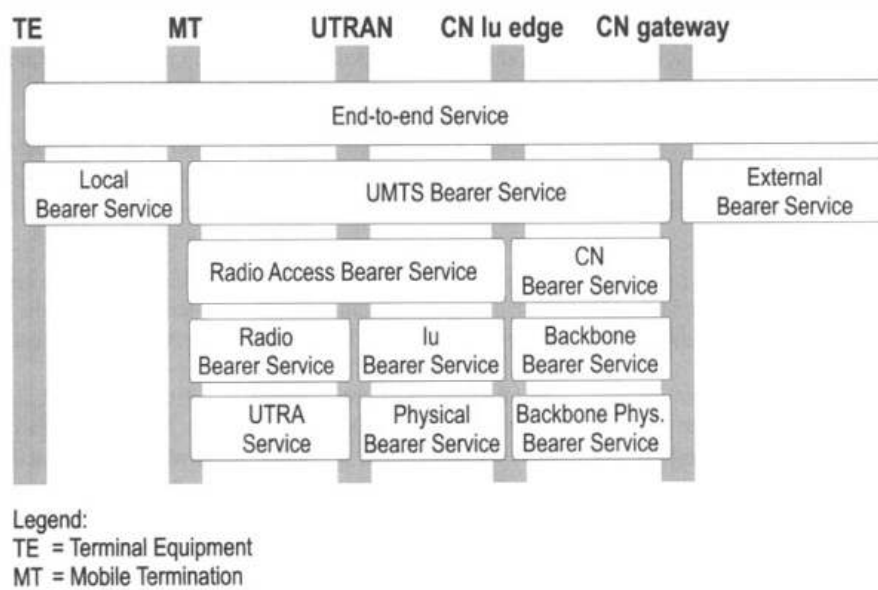 TE MT UTRAN CN Iu edge CN gateway
End-to-end Service
Local
Bearer Service
UMTS Bearer Service
External
Bearer Service
Radio Access Bearer Service
CN
Bearer Service
Radio
Bearer Service
Iu
Bearer Service
Backbone
Bearer Service
UTRA
Service
Physical
Bearer Service
Backbone Phys.
Bearer Service
Legend:
TE = Terminal Equipment
MT = Mobile Termination